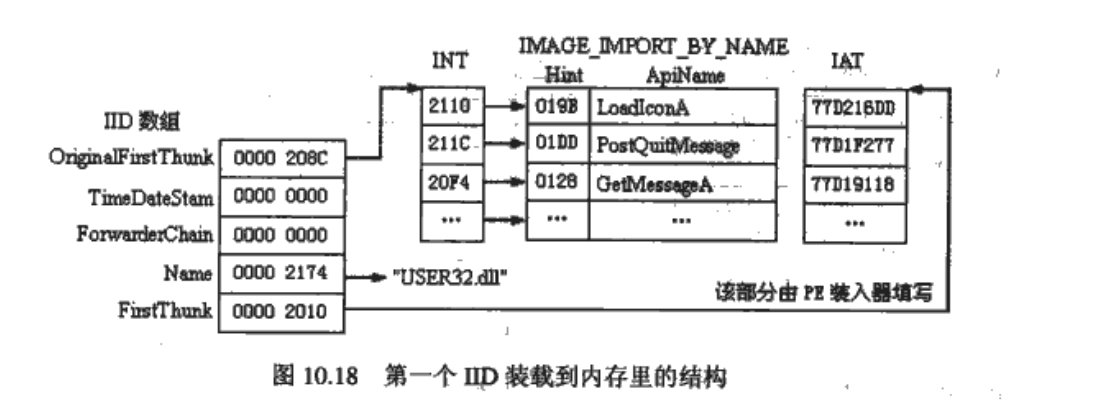 IMAGE_IMPORT_BY_NAME
INT
Hint
ApiName
IAT
2110
019B
LoadIconA
77D216DD
IID 数组
211C
01DD
PostQuitMessage
77D1F277
OriginalFirstThunk
0000 208C
20F4
0128
GetMessageA
77D19118
TimeDateStam
0000 0000
...
...
...
...
ForwarderChain
0000 0000
Name
0000 2174
"USER32.dll"
该部分由 PE 装入器填写
FirstThunk
0000 2010
图 10.18 第一个 IID 装载到内存里的结构